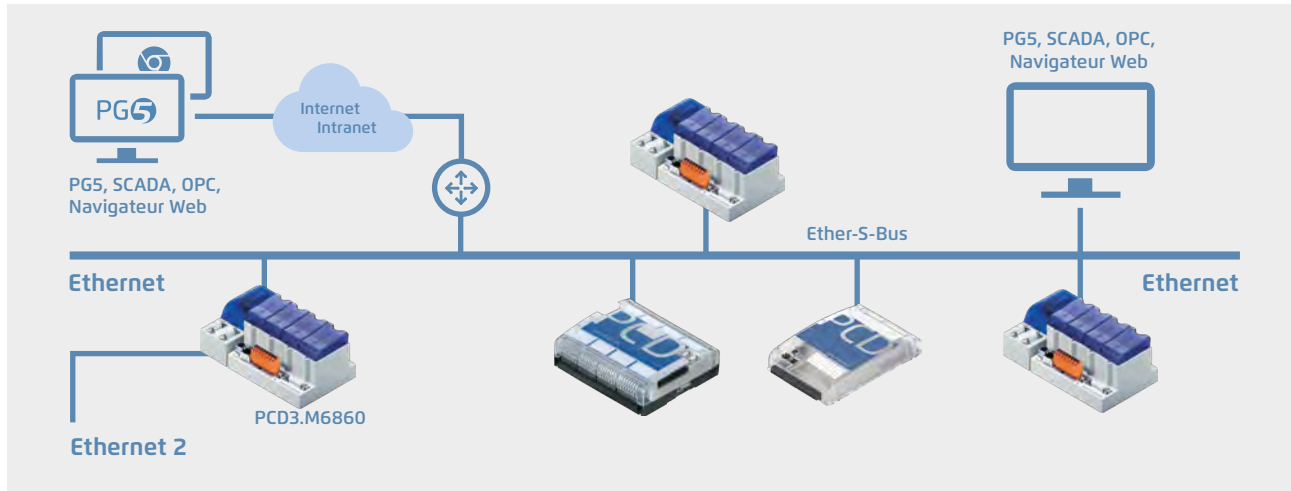 PG5
PG5, SCADA, OPC,
Navigateur Web
Internet
Intranet
PG5, SCADA, OPC,
Navigateur Web
Ether-S-Bus
Ethernet
Ethernet
PCD
PCD
PCD3.M6860
Ethernet 2